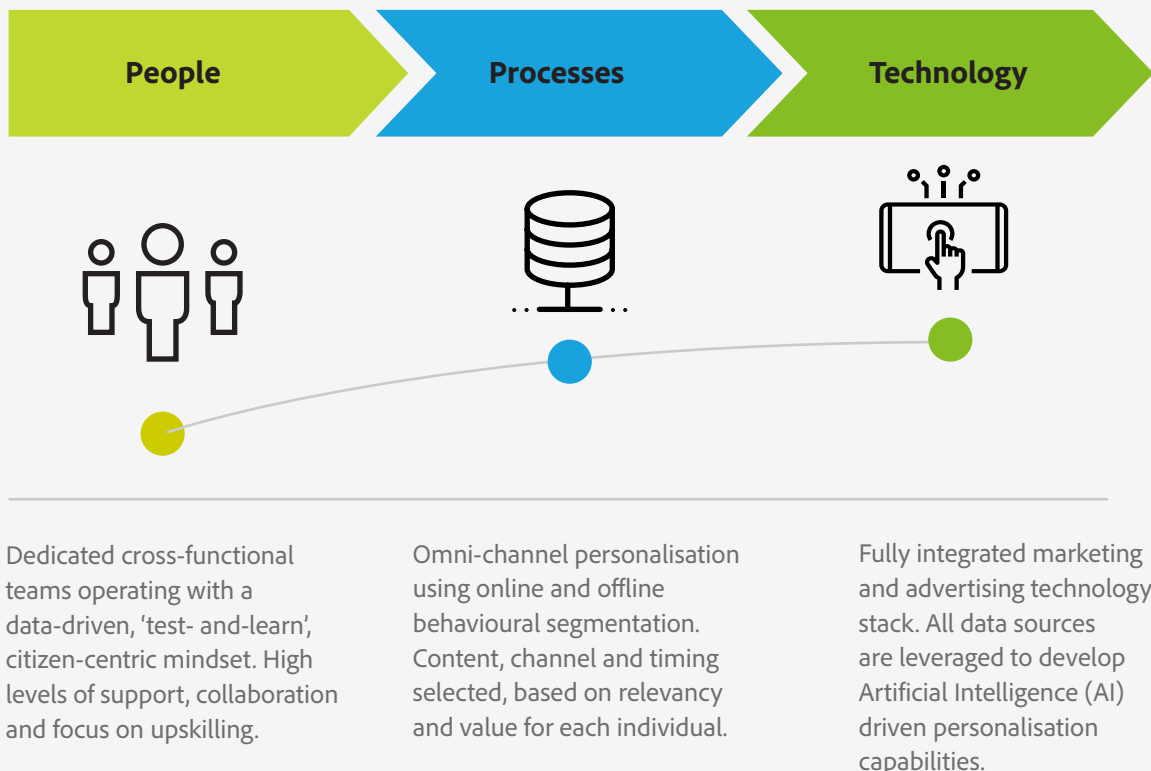 People
Processes
Technology
Dedicated cross-functional
teams operating with a
data-driven, ‘test- and-learn’,
citizen-centric mindset. High
levels of support, collaboration
and focus on upskilling.
Omni-channel personalisation
using online and offline
behavioural segmentation.
Content, channel and timing
selected, based on relevancy
and value for each individual.
Fully integrated marketing
and advertising technology
stack. All data sources
are leveraged to develop
Artificial Intelligence (AI)
driven personalisation
capabilities.